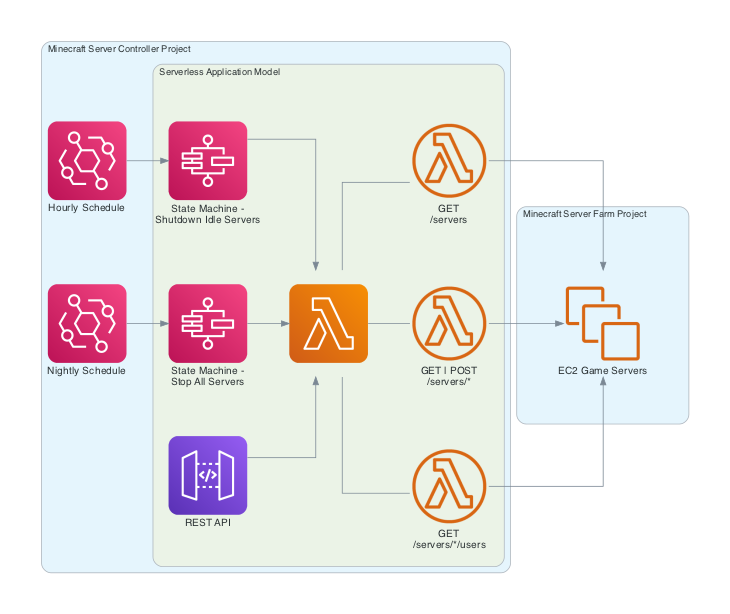 Minecraft Server Controller Project
Serverless Application Model
Hourly Schedule
State Machine -
Shutdown Idle Servers
GET
/servers
Minecraft Server Farm Project
Nightly Schedule
State Machine -
Stop All Servers
GET | POST
/servers/*
EC2 Game Servers
REST API
GET
/servers/*/users